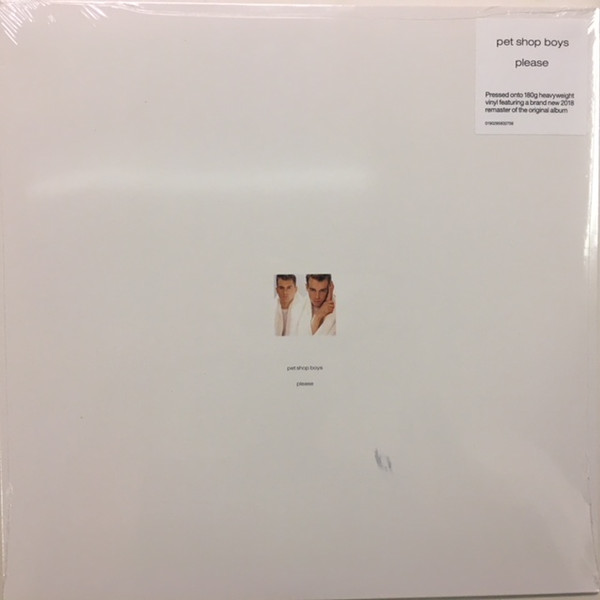 pet shop boys
please
Pressed onto 180g heavyweight
vinyl featuring a brand new 2018
remaster of the original album
pet shop boys
please